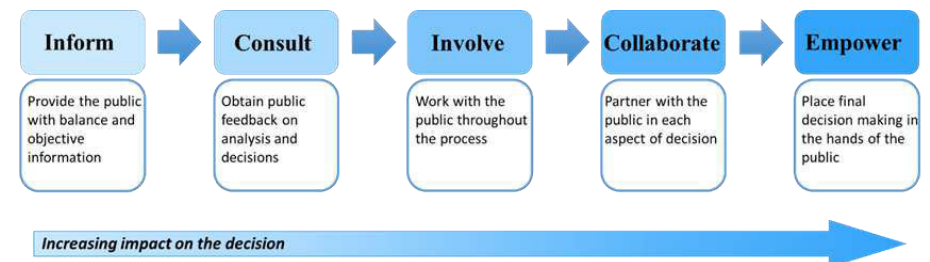 Inform
Consult
Involve
Collaborate
Empower
Provide the public
with balance and
objective
information
Obtain public
feedback on
analysis and
decisions
Work with the
public throughout
the process
Partner with the
public in each
aspect of decision
Place final
decision making in
the hands of the
public
Increasing impact on the decision